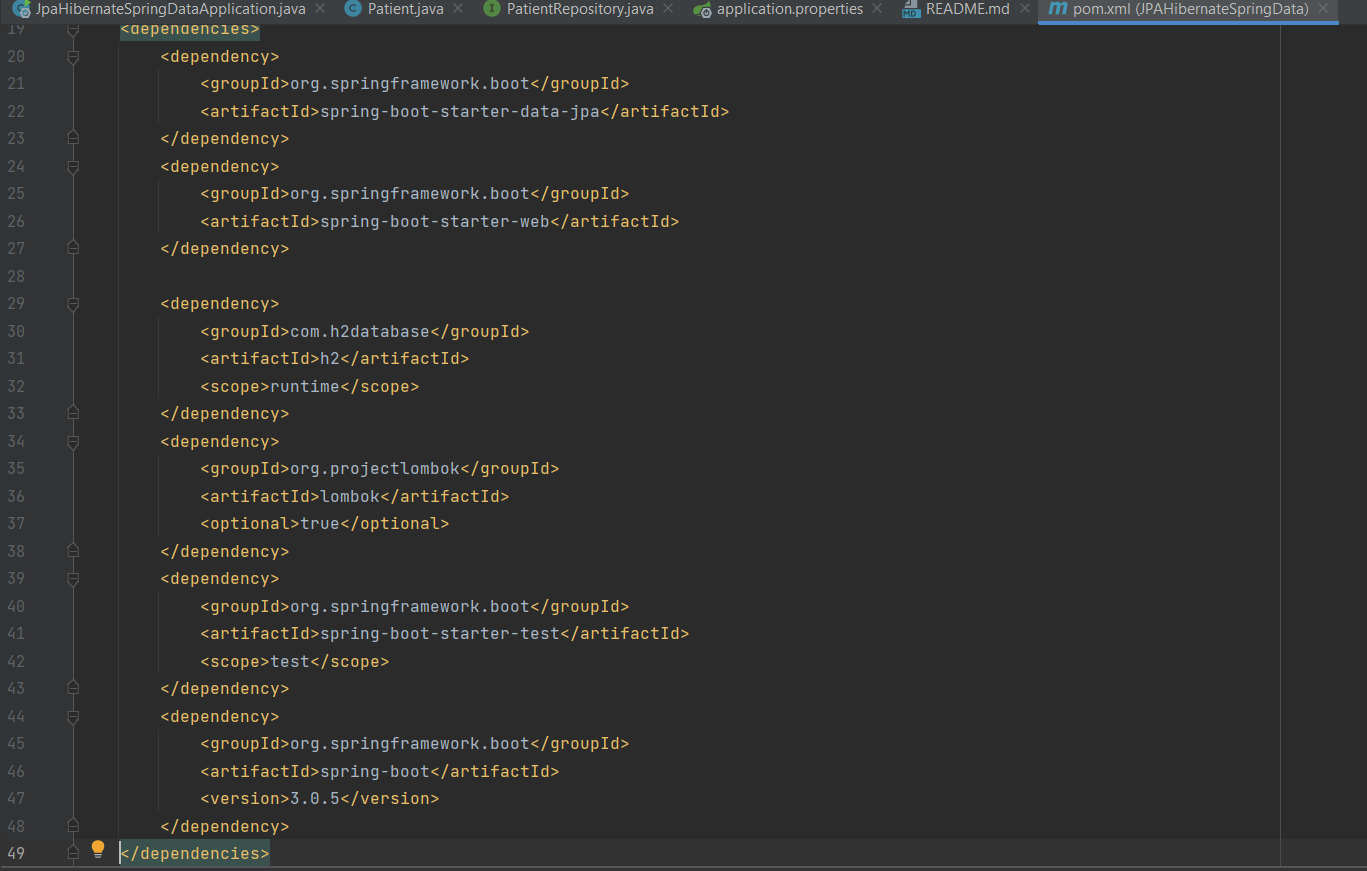 JpaHibernateSpringDataApplication.java Patient.java PatientRepository.java application.properties README.md pom.xml (JPAHibernateSpringData)
19 <dependencies>
20 <dependency>
21 <groupId>org.springframework.boot</groupId>
22 <artifactId>spring-boot-starter-data-jpa</artifactId>
23 </dependency>
24 <dependency>
25 <groupId>org.springframework.boot</groupId>
26 <artifactId>spring-boot-starter-web</artifactId>
27 </dependency>
28
29 <dependency>
30 <groupId>com.h2database</groupId>
31 <artifactId>h2</artifactId>
32 <scope>runtime</scope>
33 </dependency>
34 <dependency>
35 <groupId>org.projectlombok</groupId>
36 <artifactId>lombok</artifactId>
37 <optional>true</optional>
38 </dependency>
39 <dependency>
40 <groupId>org.springframework.boot</groupId>
41 <artifactId>spring-boot-starter-test</artifactId>
42 <scope>test</scope>
43 </dependency>
44 <dependency>
45 <groupId>org.springframework.boot</groupId>
46 <artifactId>spring-boot</artifactId>
47 <version>3.0.5</version>
48 </dependency>
49 </dependencies>